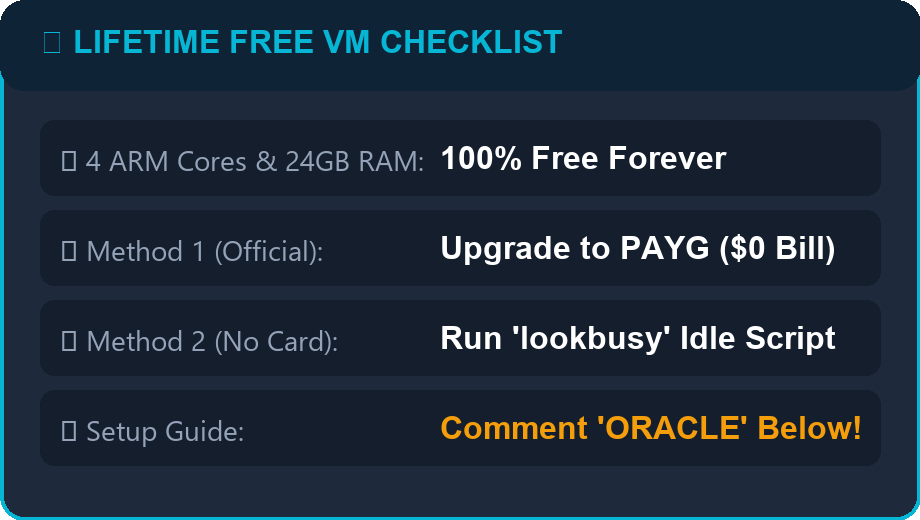 LIFETIME FREE VM CHECKLIST
4 ARM Cores & 24GB RAM: 100% Free Forever
Method 1 (Official): Upgrade to PAYG ($0 Bill)
Method 2 (No Card): Run 'lookbusy' Idle Script
Setup Guide: Comment 'ORACLE' Below!